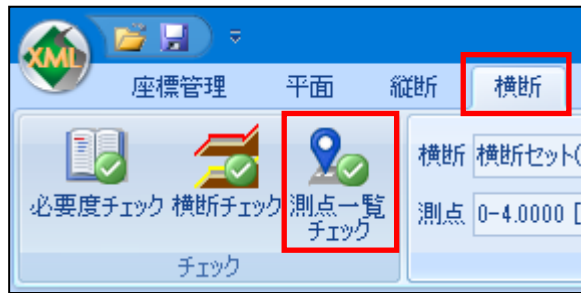 XML
座標管理 平面 縦断 横断
必要度チェック 横断チェック 測点一覧チェック
横断 横断セット(
測点 0-4.0000 [
チェック